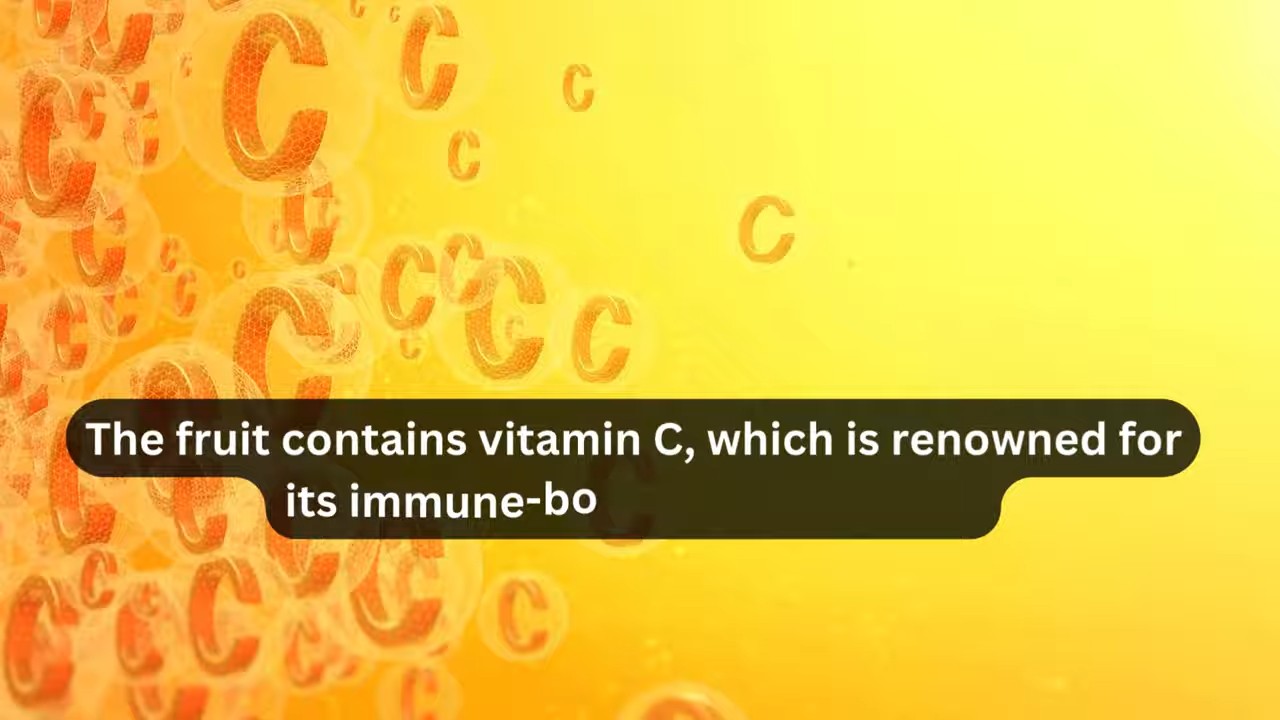 The fruit contains vitamin C, which is renowned for
its immune-bo